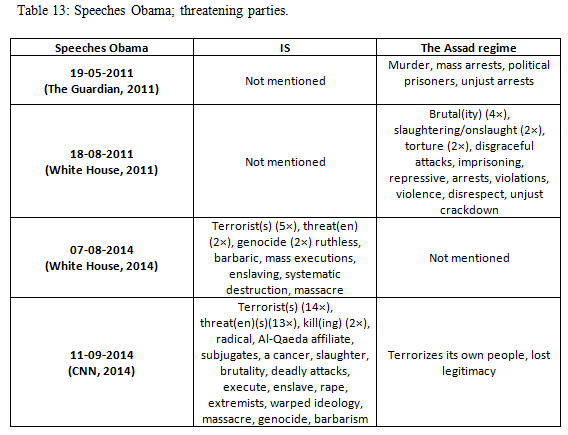 Table 13: Speeches Obama; threatening parties.
Speeches Obama
IS
The Assad regime
19-05-2011
(The Guardian, 2011)
Not mentioned
Murder, mass arrests, political
prisoners, unjust arrests
18-08-2011
(White House, 2011)
Not mentioned
Brutal(ity) (4×),
slaughtering/onslaught (2×),
torture (2×), disgraceful
attacks, imprisoning,
repressive, arrests, violations,
violence, disrespect, unjust
crackdown
07-08-2014
(White House, 2014)
Terrorist(s) (5×), threat(en)
(2×), genocide (2×) ruthless,
barbaric, mass executions,
enslaving, systematic
destruction, massacre
Not mentioned
11-09-2014
(CNN, 2014)
Terrorist(s) (14×),
threat(en)(s)(13×), kill(ing) (2×),
radical, Al-Qaeda affiliate,
subjugates, a cancer, slaughter,
brutality, deadly attacks,
execute, enslave, rape,
extremists, warped ideology,
massacre, genocide, barbarism
Terrorizes its own people, lost
legitimacy